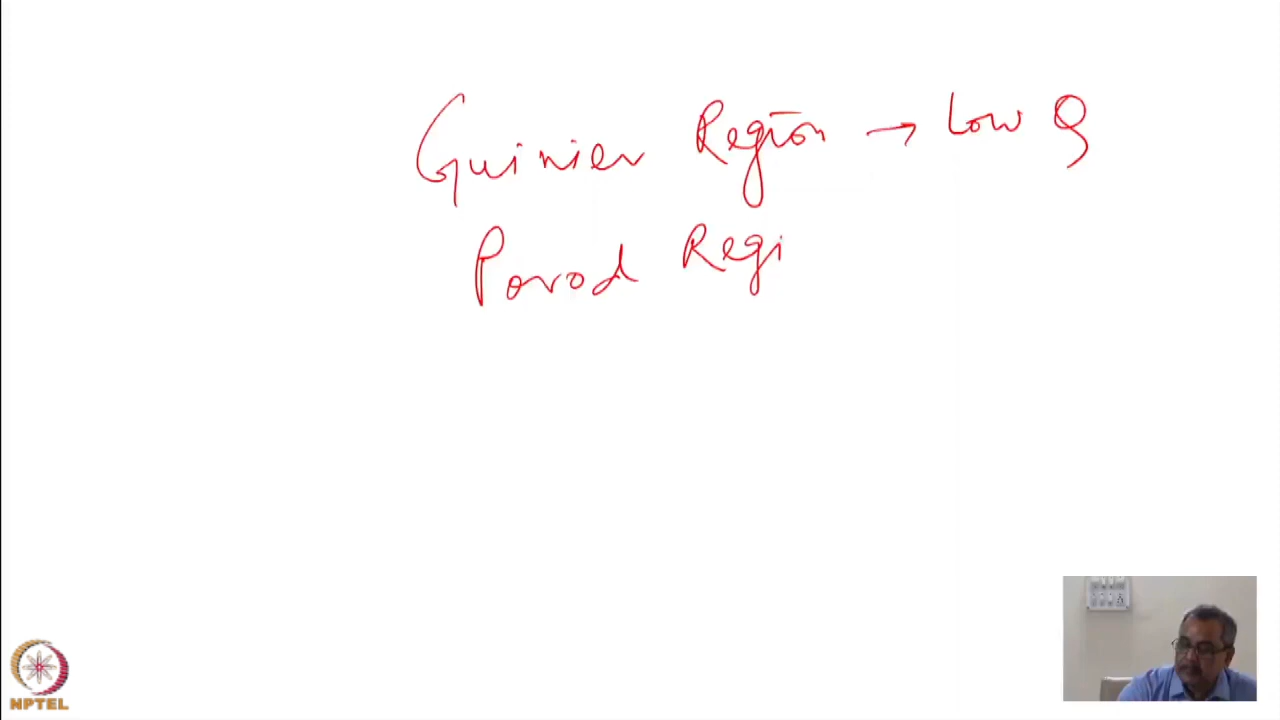 Guinier Region → Low Q
Porod Regi
NPTEL